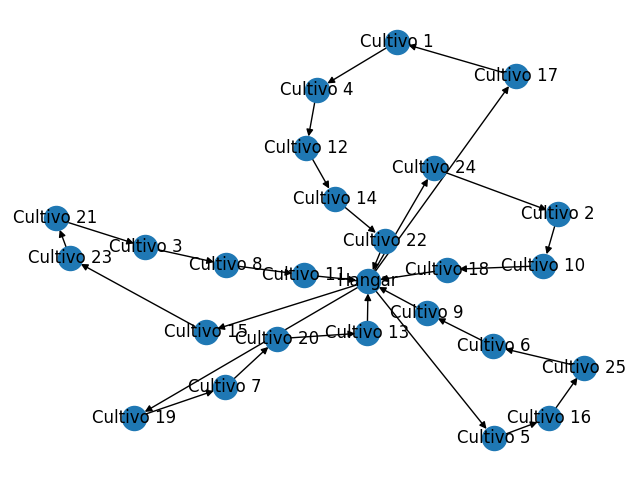 Cultivo 1
Cultivo 17
Cultivo 4
Cultivo 12
Cultivo 24
Cultivo 14
Cultivo 2
Cultivo 21
Cultivo 22
Cultivo 3
Cultivo 23
Cultivo 8
Cultivo 10
Cultivo 18
Cultivo 11
Hangar
Cultivo 9
Cultivo 15
Cultivo 13
Cultivo 20
Cultivo 6
Cultivo 25
Cultivo 7
Cultivo 19
Cultivo 16
Cultivo 5